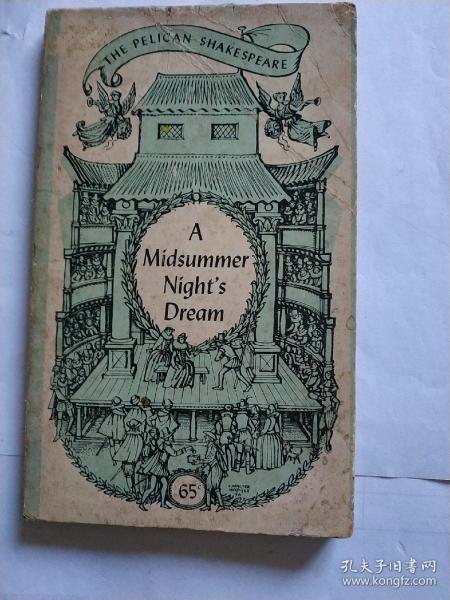 THE PELICAN SHAKESPEARE
A
Midsummer
Night's
Dream
65¢
孔夫子旧书网
www.kongfz.com